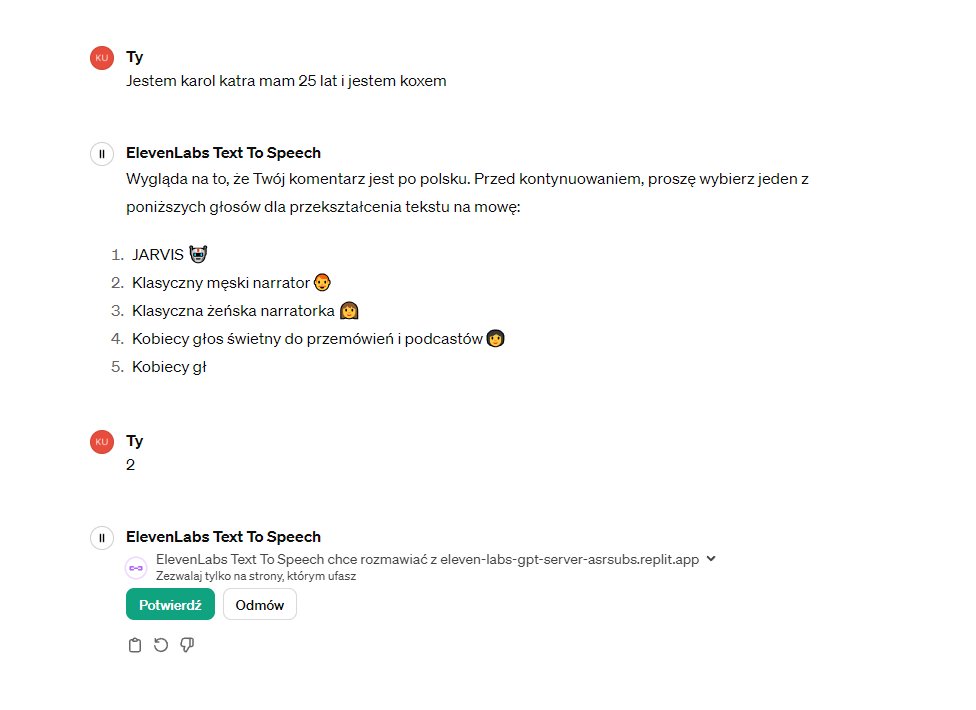 KU
Ty
Jestem karol katra mam 25 lat i jestem koxem
ElevenLabs Text To Speech
Wygląda na to, że Twój komentarz jest po polsku. Przed kontynuowaniem, proszę wybierz jeden z
poniższych głosów dla przekształcenia tekstu na mowę:
1. JARVIS 🤖
2. Klasyczny męski narrator 👨‍🦰
3. Klasyczna żeńska narratorka 👩
4. Kobiecy głos świetny do przemówień i podcastów 👩
5. Kobiecy gł
KU
Ty
2
ElevenLabs Text To Speech
ElevenLabs Text To Speech chce rozmawiać z eleven-labs-gpt-server-asrsubs.replit.app
Zezwalaj tylko na strony, którym ufasz
Potwierdź Odmów